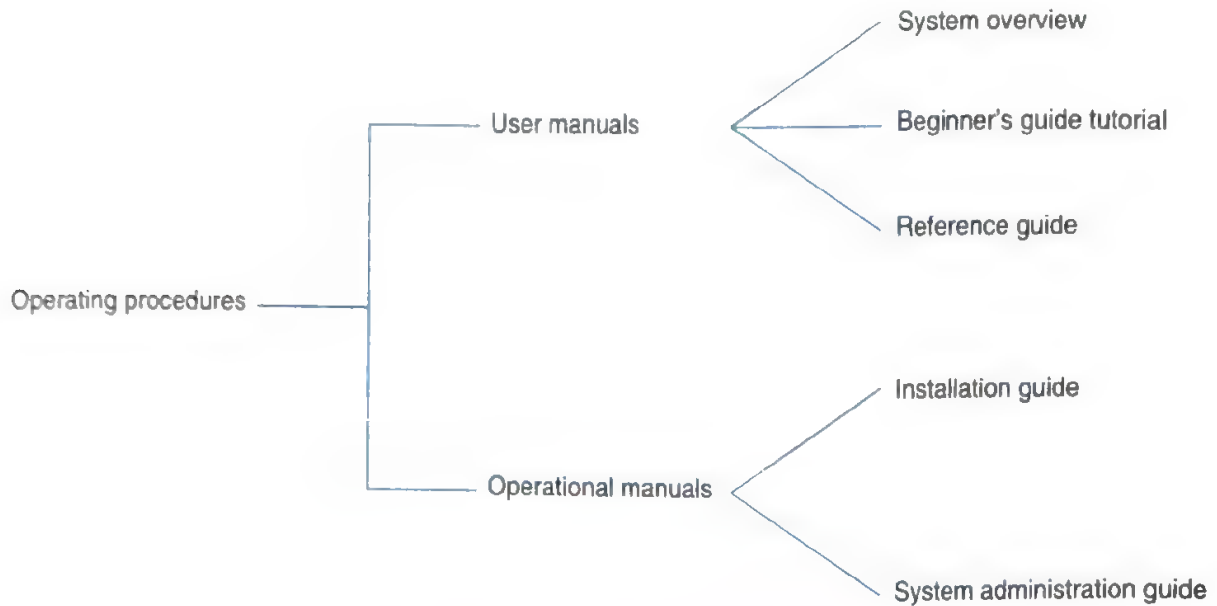 System overview
User manuals
Beginner's guide tutorial
Reference guide
Operating procedures
Installation guide
Operational manuals
System administration guide